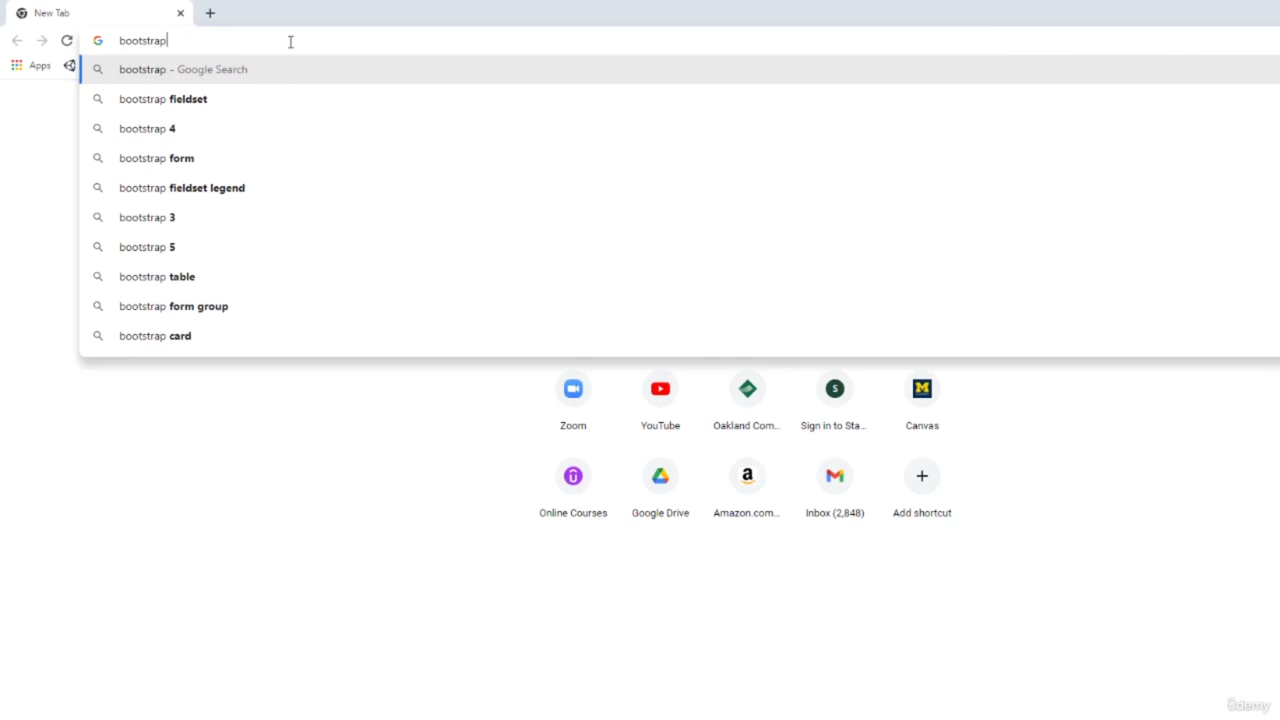 New Tab
bootstrap
Apps
bootstrap - Google Search
bootstrap fieldset
bootstrap 4
bootstrap form
bootstrap fieldset legend
bootstrap 3
bootstrap 5
bootstrap table
bootstrap form group
bootstrap card
S
M
Zoom
YouTube
Oakland Com...
Sign in to Sta...
Canvas
a
Online Courses
Google Drive
Amazon.com...
Inbox (2,848)
Add shortcut
ûdemy